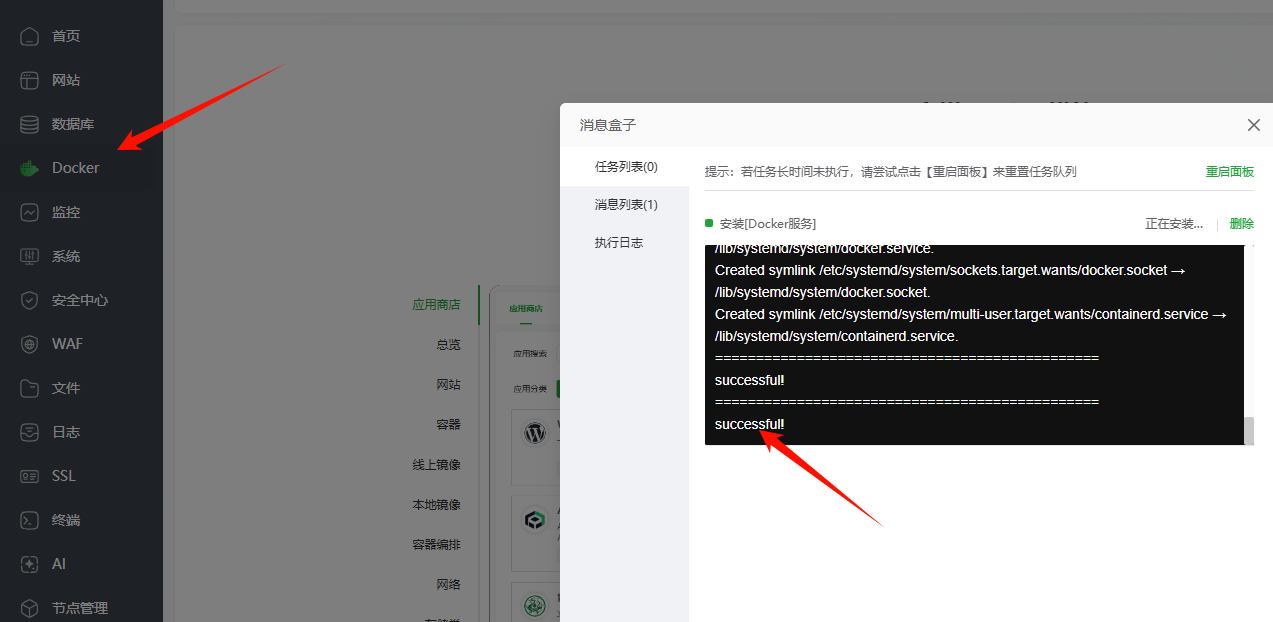 首页
网站
数据库
Docker
监控
系统
安全中心
WAF
文件
日志
SSL
终端
AI
节点管理
应用商店
总览
网站
容器
线上镜像
本地镜像
容器编排
网络
应用商店
应用搜索
应用分类
消息盒子
任务列表(0)
消息列表(1)
执行日志
提示：若任务长时间未执行，请尝试点击【重启面板】来重置任务队列
重启面板
安装[Docker服务]
正在安装...
删除
/lib/systemd/system/docker.service.
Created symlink /etc/systemd/system/sockets.target.wants/docker.socket →
/lib/systemd/system/docker.socket.
Created symlink /etc/systemd/system/multi-user.target.wants/containerd.service →
/lib/systemd/system/containerd.service.
===============================================
successful!
===============================================
successful!